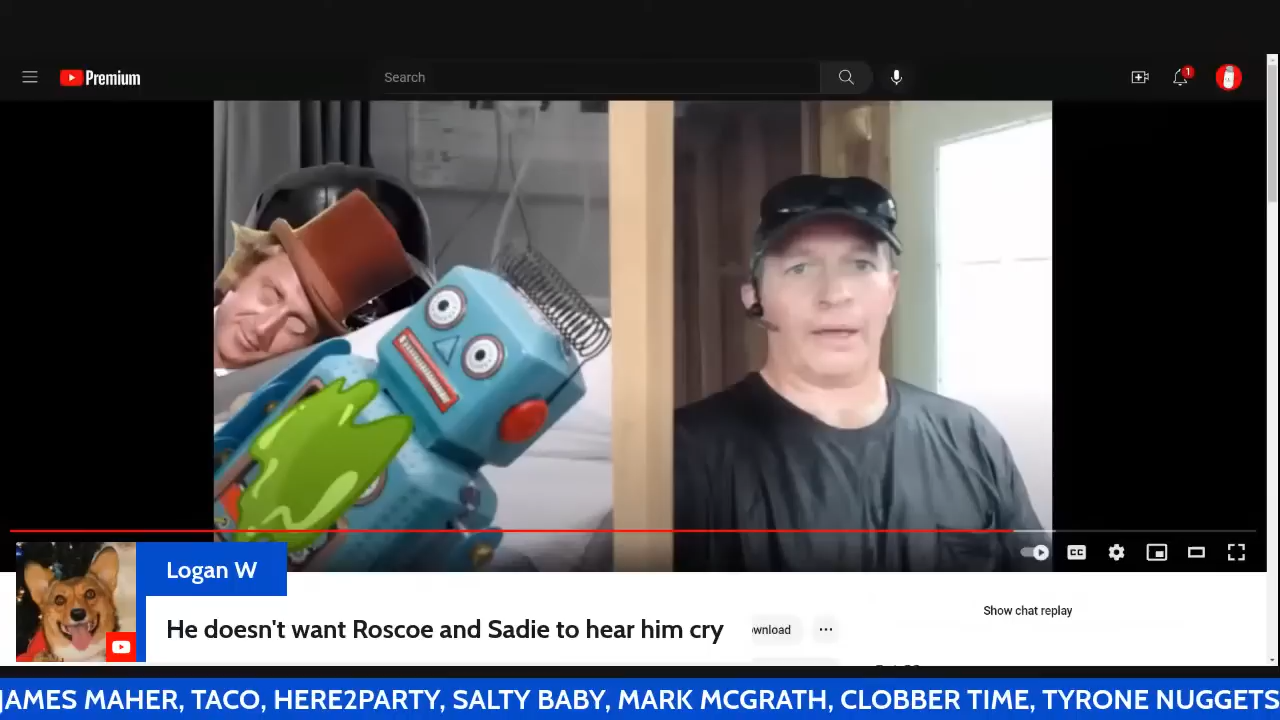 Premium
Search
1
Logan W
He doesn't want Roscoe and Sadie to hear him cry
wnload
Show chat replay
JAMES MAHER, TACO, HERE2PARTY, SALTY BABY, MARK MCGRATH, CLOBBER TIME, TYRONE NUGGETS